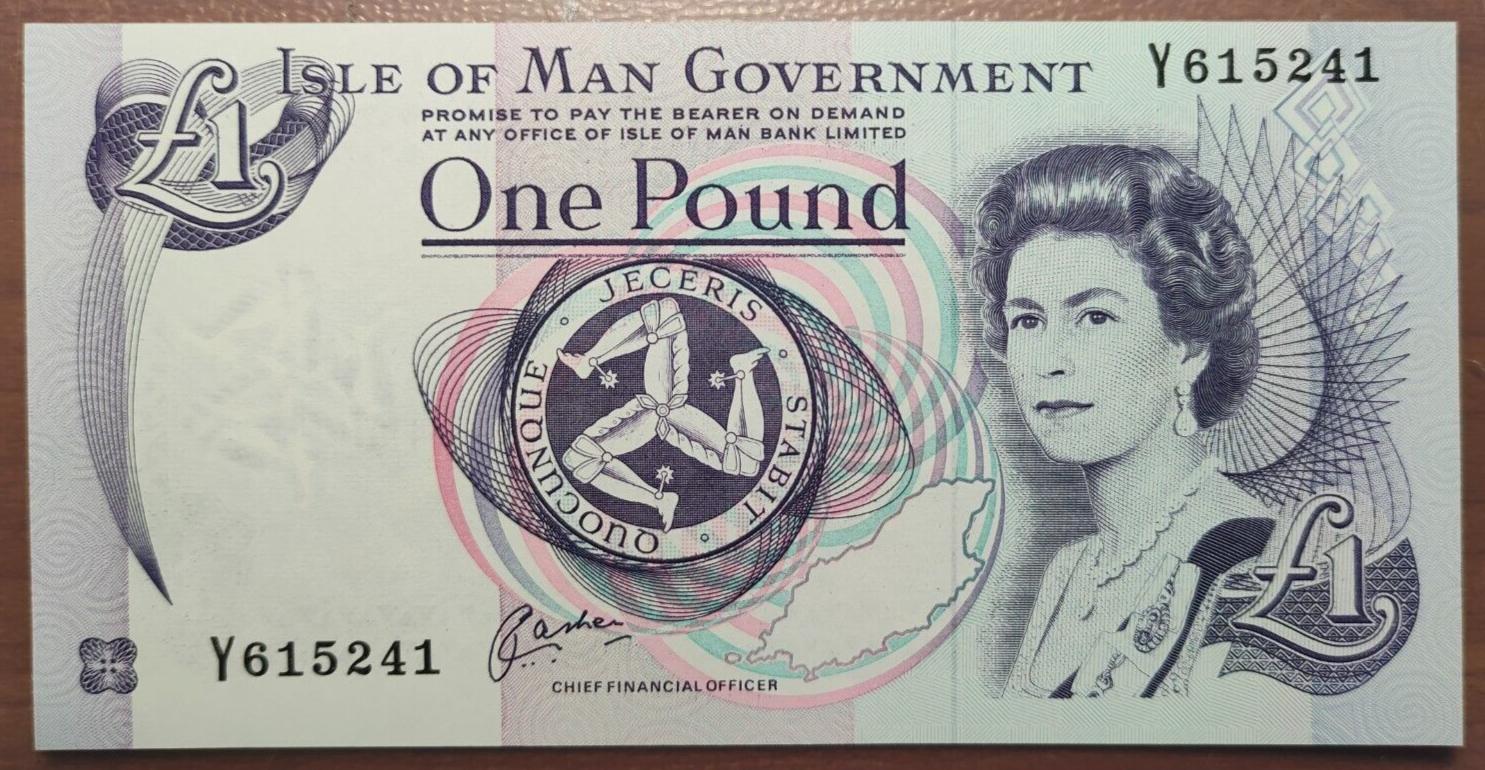 ISLE OF MAN GOVERNMENT
Y615241
£1
PROMISE TO PAY THE BEARER ON DEMAND
AT ANY OFFICE OF ISLE OF MAN BANK LIMITED
One Pound
QUOCUNQUE JECERIS STABIT
£1
Y615241
CHIEF FINANCIAL OFFICER